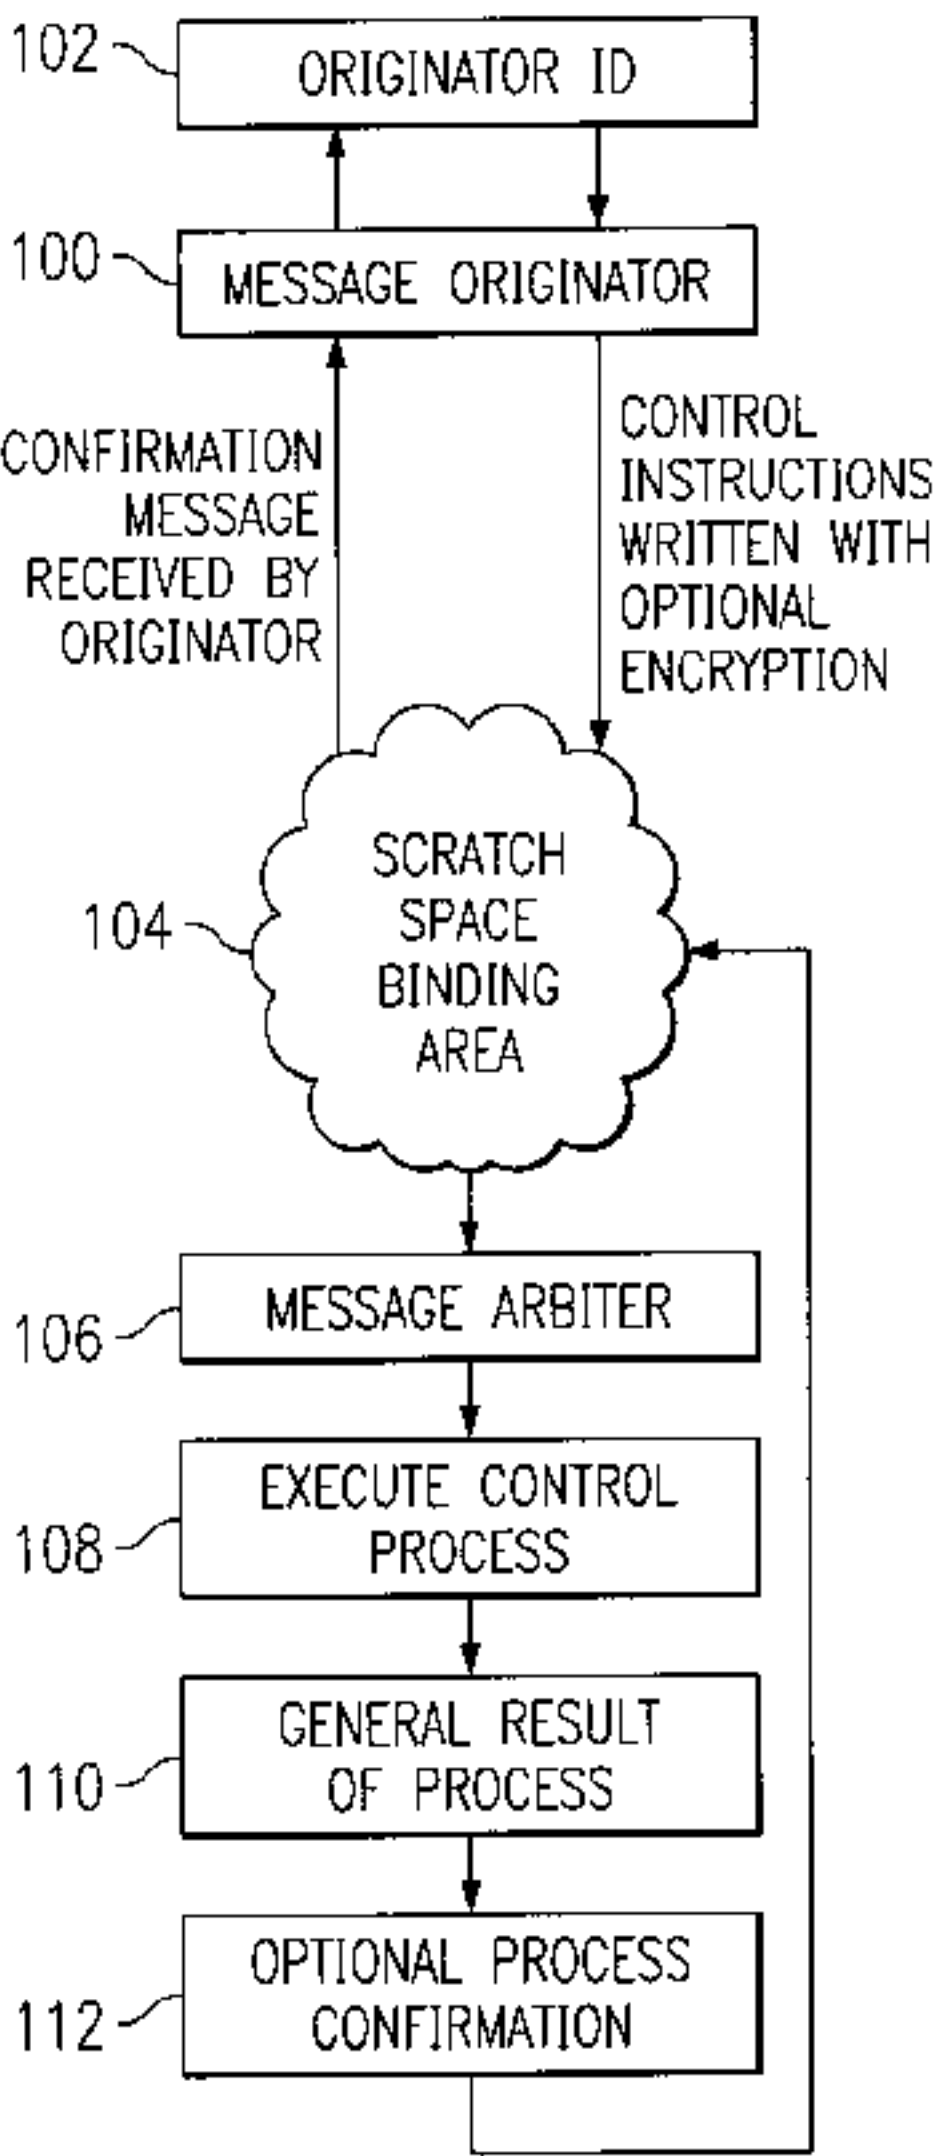 102
ORIGINATOR ID
100
MESSAGE ORIGINATOR
CONFIRMATION
MESSAGE
RECEIVED BY
ORIGINATOR
CONTROL
INSTRUCTIONS
WRITTEN WITH
OPTIONAL
ENCRYPTION
104
SCRATCH
SPACE
BINDING
AREA
106
MESSAGE ARBITER
108
EXECUTE CONTROL
PROCESS
110
GENERAL RESULT
OF PROCESS
112
OPTIONAL PROCESS
CONFIRMATION